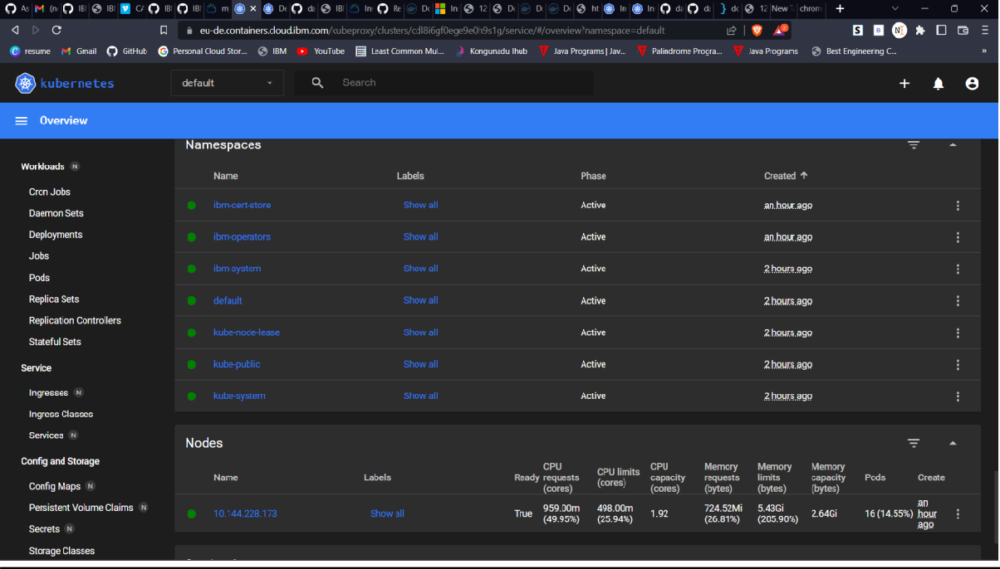 eu-de.containers.cloud.ibm.com/cubeproxy/clusters/cdl8i6gf0ege9e0h9s1g/service/#/overview?namespace=default
resume Gmail GitHub Personal Cloud Stor... IBM YouTube Least Common Mul... Kongunadu Ihub Java Programs | Jav... Palindrome Progra... Java Programs Best Engineering C... »
kubernetes default Search
Overview
Namespaces
Name Labels Phase Created
ibm-cert-store Show all Active an hour ago
ibm-operators Show all Active an hour ago
ibm-system Show all Active 2 hours ago
default Show all Active 2 hours ago
kube-node-lease Show all Active 2 hours ago
kube-public Show all Active 2 hours ago
kube-system Show all Active 2 hours ago
Workloads N
Cron Jobs
Daemon Sets
Deployments
Jobs
Pods
Replica Sets
Replication Controllers
Stateful Sets
Service
Ingresses N
Ingress Classes
Services N
Config and Storage
Config Maps N
Persistent Volume Claims N
Secrets N
Storage Classes
Nodes
Name Labels Ready CPU requests (cores) CPU limits (cores) CPU capacity (cores) Memory requests (bytes) Memory limits (bytes) Memory capacity (bytes) Pods Create
10.144.228.173 Show all True 959.00m (49.95%) 498.00m (25.94%) 1.92 724.52Mi (26.81%) 5.43Gi (205.90%) 2.64Gi 16 (14.55%) an hour ago